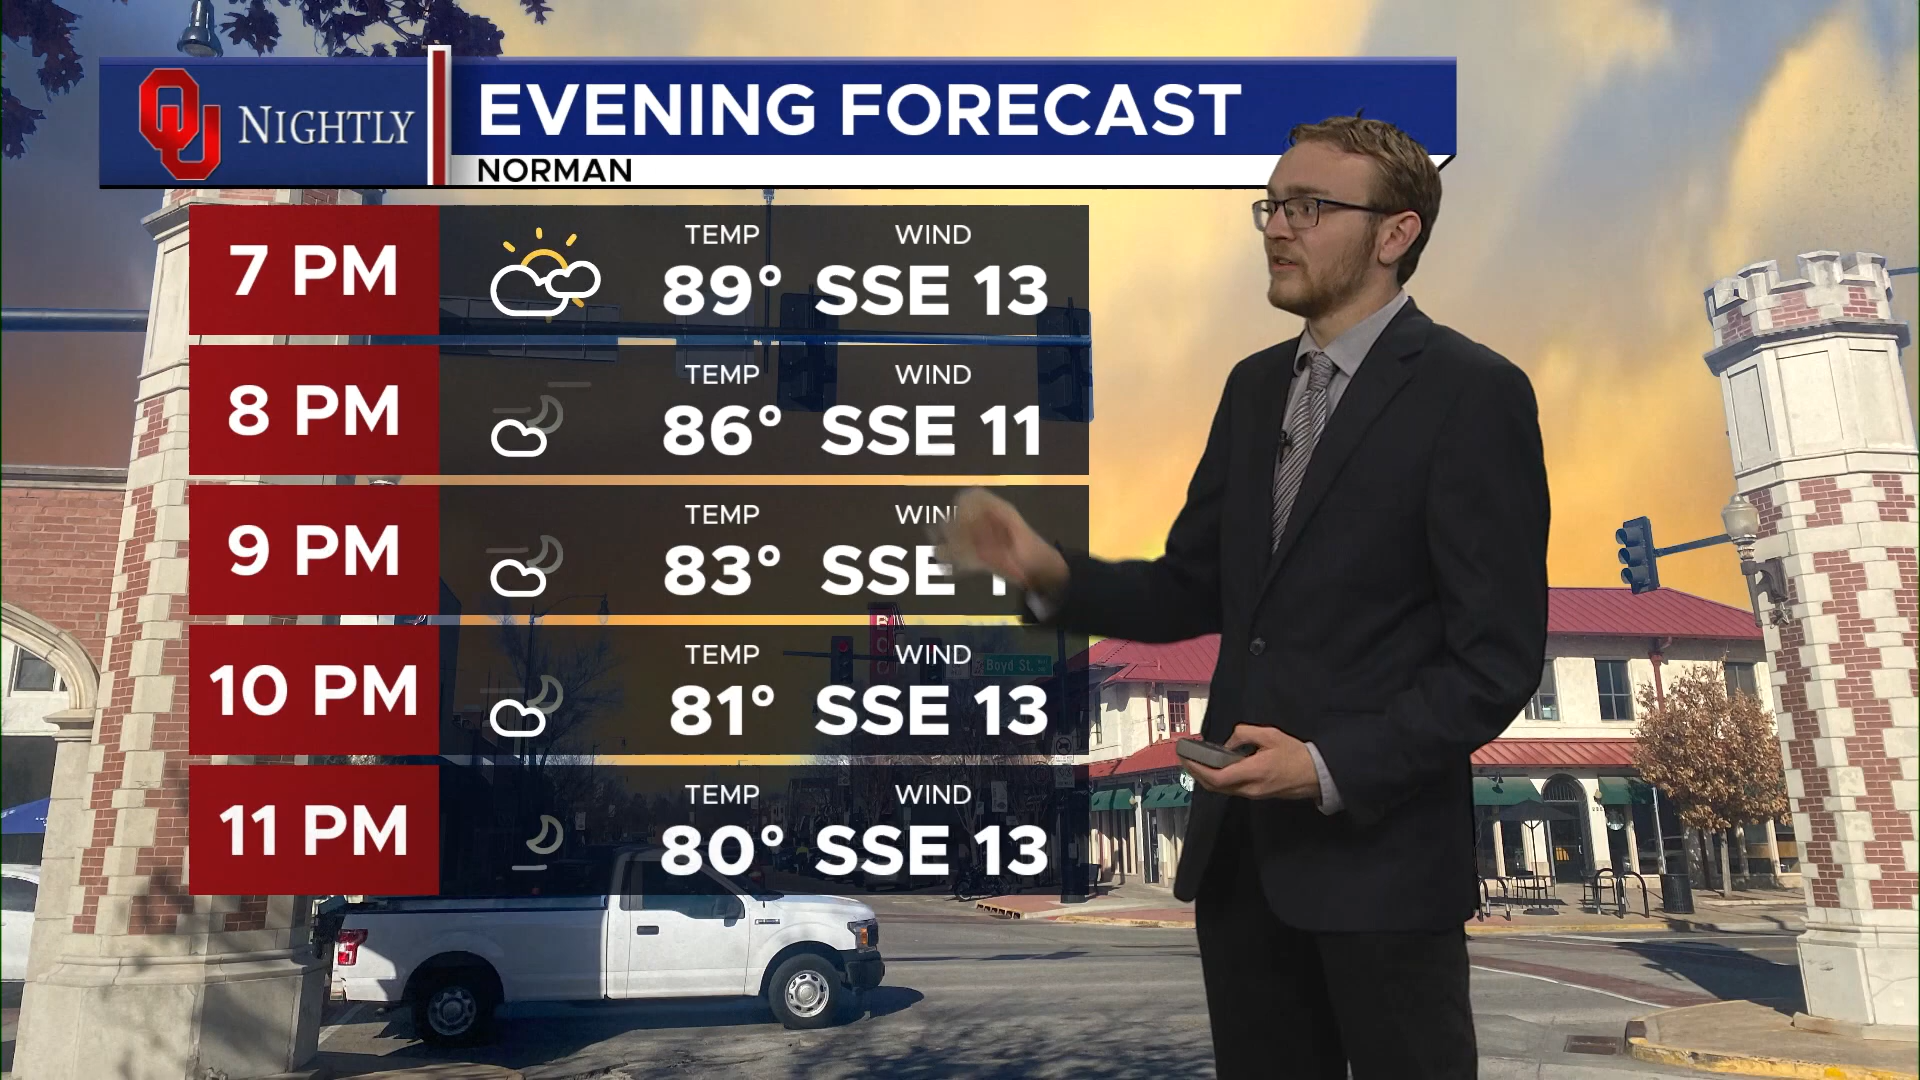 OU NIGHTLY
EVENING FORECAST
NORMAN
7 PM
TEMP
89°
WIND
SSE 13
8 PM
TEMP
86°
WIND
SSE 11
9 PM
TEMP
83°
SSE
10 PM
TEMP
81°
WIND
SSE 13
Boyd St.
11 PM
TEMP
80°
WIND
SSE 13